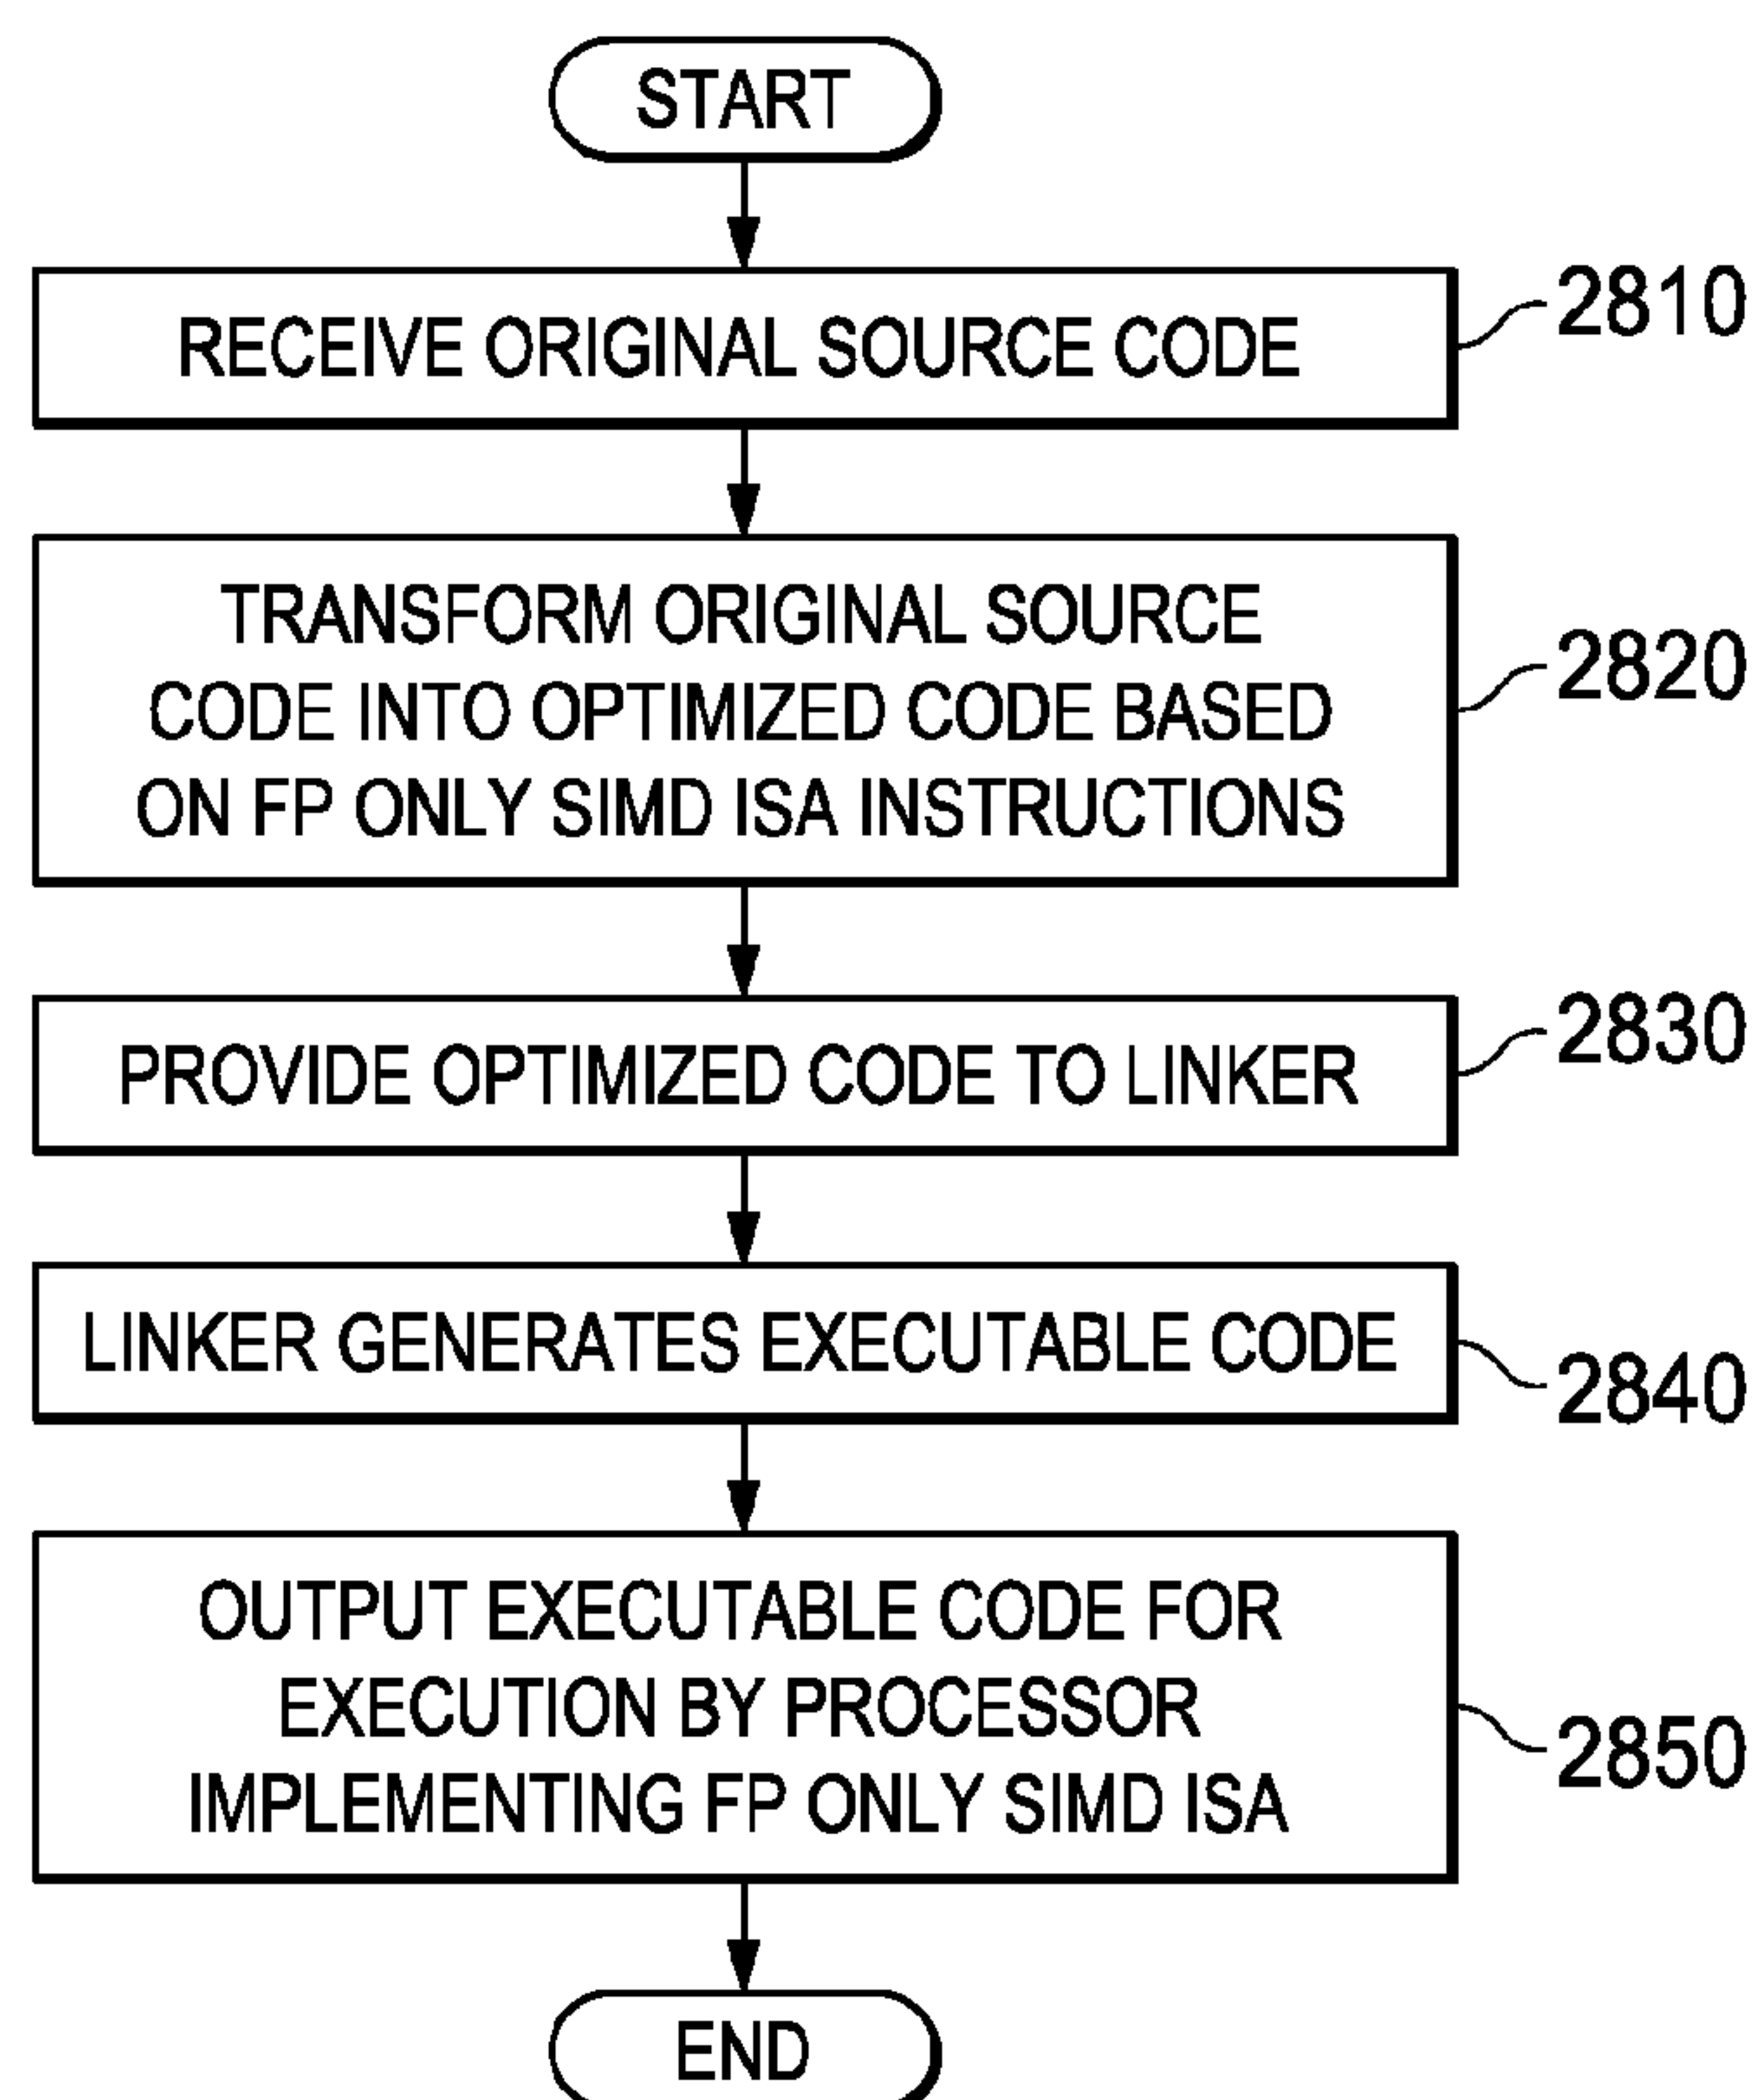 START
RECEIVE ORIGINAL SOURCE CODE
2810
TRANSFORM ORIGINAL SOURCE
CODE INTO OPTIMIZED CODE BASED
ON FP ONLY SIMD ISA INSTRUCTIONS
2820
PROVIDE OPTIMIZED CODE TO LINKER
2830
LINKER GENERATES EXECUTABLE CODE
2840
OUTPUT EXECUTABLE CODE FOR
EXECUTION BY PROCESSOR
IMPLEMENTING FP ONLY SIMD ISA
2850
END